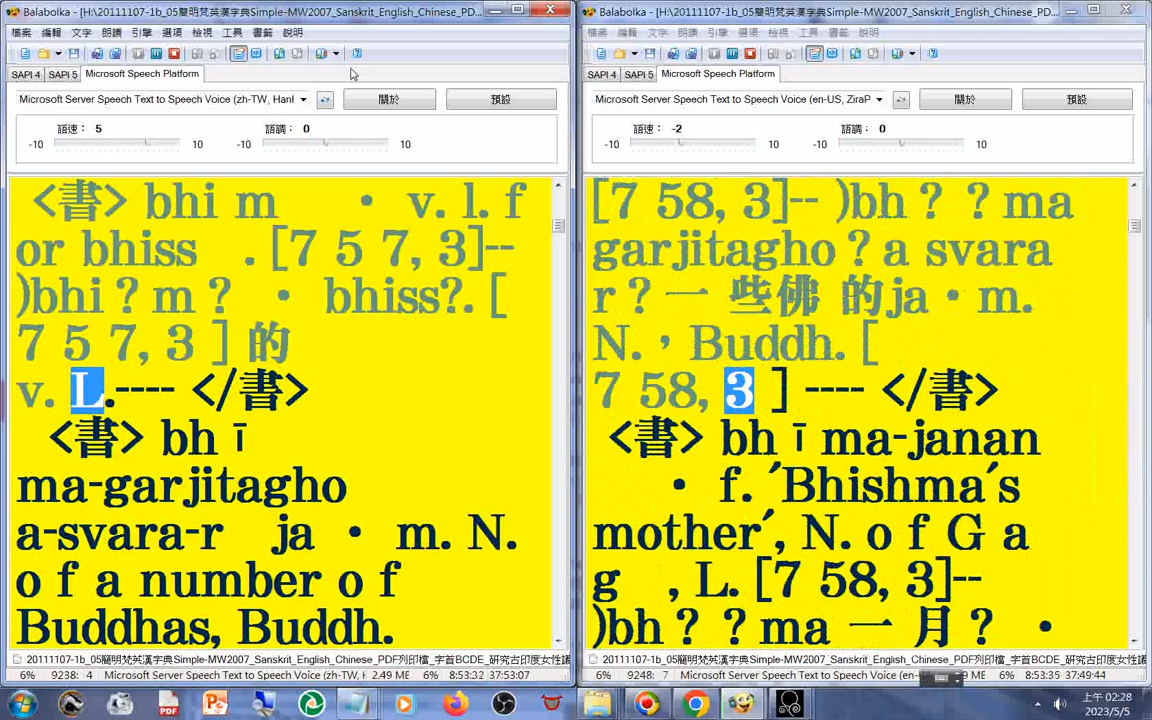 Balabolka - [H:\20111107-1b_05簡明梵英漢字典Simple-MW2007_Sanskrit_English_Chinese_PD...
檔案 編輯 文字 朗讀 引擎 選項 檢視 工具 書籤 說明
SAPI 4 SAPI 5 Microsoft Speech Platform
Microsoft Server Speech Text to Speech Voice (zh-TW, Hanl
關於 預設
語速: 5 語調: 0
-10 10 -10 10
<書> bhi m • v. l. f
or bhiss . [7 5 7, 3]--
)bhi ? m ? • bhiss?. [
7 5 7, 3 ] 的
v. L.---- </書>
<書> bh ī
ma-garjitagho
a-svara-r ja • m. N.
o f a number o f
Buddhas, Buddh.
20111107-1b_05簡明梵英漢字典Simple-MW2007_Sanskrit_English_Chinese_PDF列印檔_字首BCDE_研究古印度女性議
6% 9238: 4 Microsoft Server Speech Text to Speech Voice (zh-TW, H 2.49 ME 6% 8:53:32 37:53:07
Balabolka - [H:\20111107-1b_05簡明梵英漢字典Simple-MW2007_Sanskrit_English_Chinese_PD...
檔案 編輯 文字 朗讀 引擎 選項 檢視 工具 書籤 說明
SAPI 4 SAPI 5 Microsoft Speech Platform
Microsoft Server Speech Text to Speech Voice (en-US, ZiraP
關於 預設
語速: -2 語調: 0
-10 10 -10 10
[7 58, 3]-- )bh ? ? ma
garjitagho ? a svara
r ? 一 些佛 的ja • m.
N. , Buddh. [
7 58, 3 ] ---- </書>
<書> bh ī ma-janan
• f. ′Bhishma′s
mother′, N. o f G a
g , L. [7 58, 3]--
)bh ? ? ma 一 月 ? •
20111107-1b_05簡明梵英漢字典Simple-MW2007_Sanskrit_English_Chinese_PDF列印檔_字首BCDE_研究古印度女性議
6% 9248: 7 Microsoft Server Speech Text to Speech Voice (en-US, Z ME 6% 8:53:35 37:49:44
上午 02:28
2023/5/5